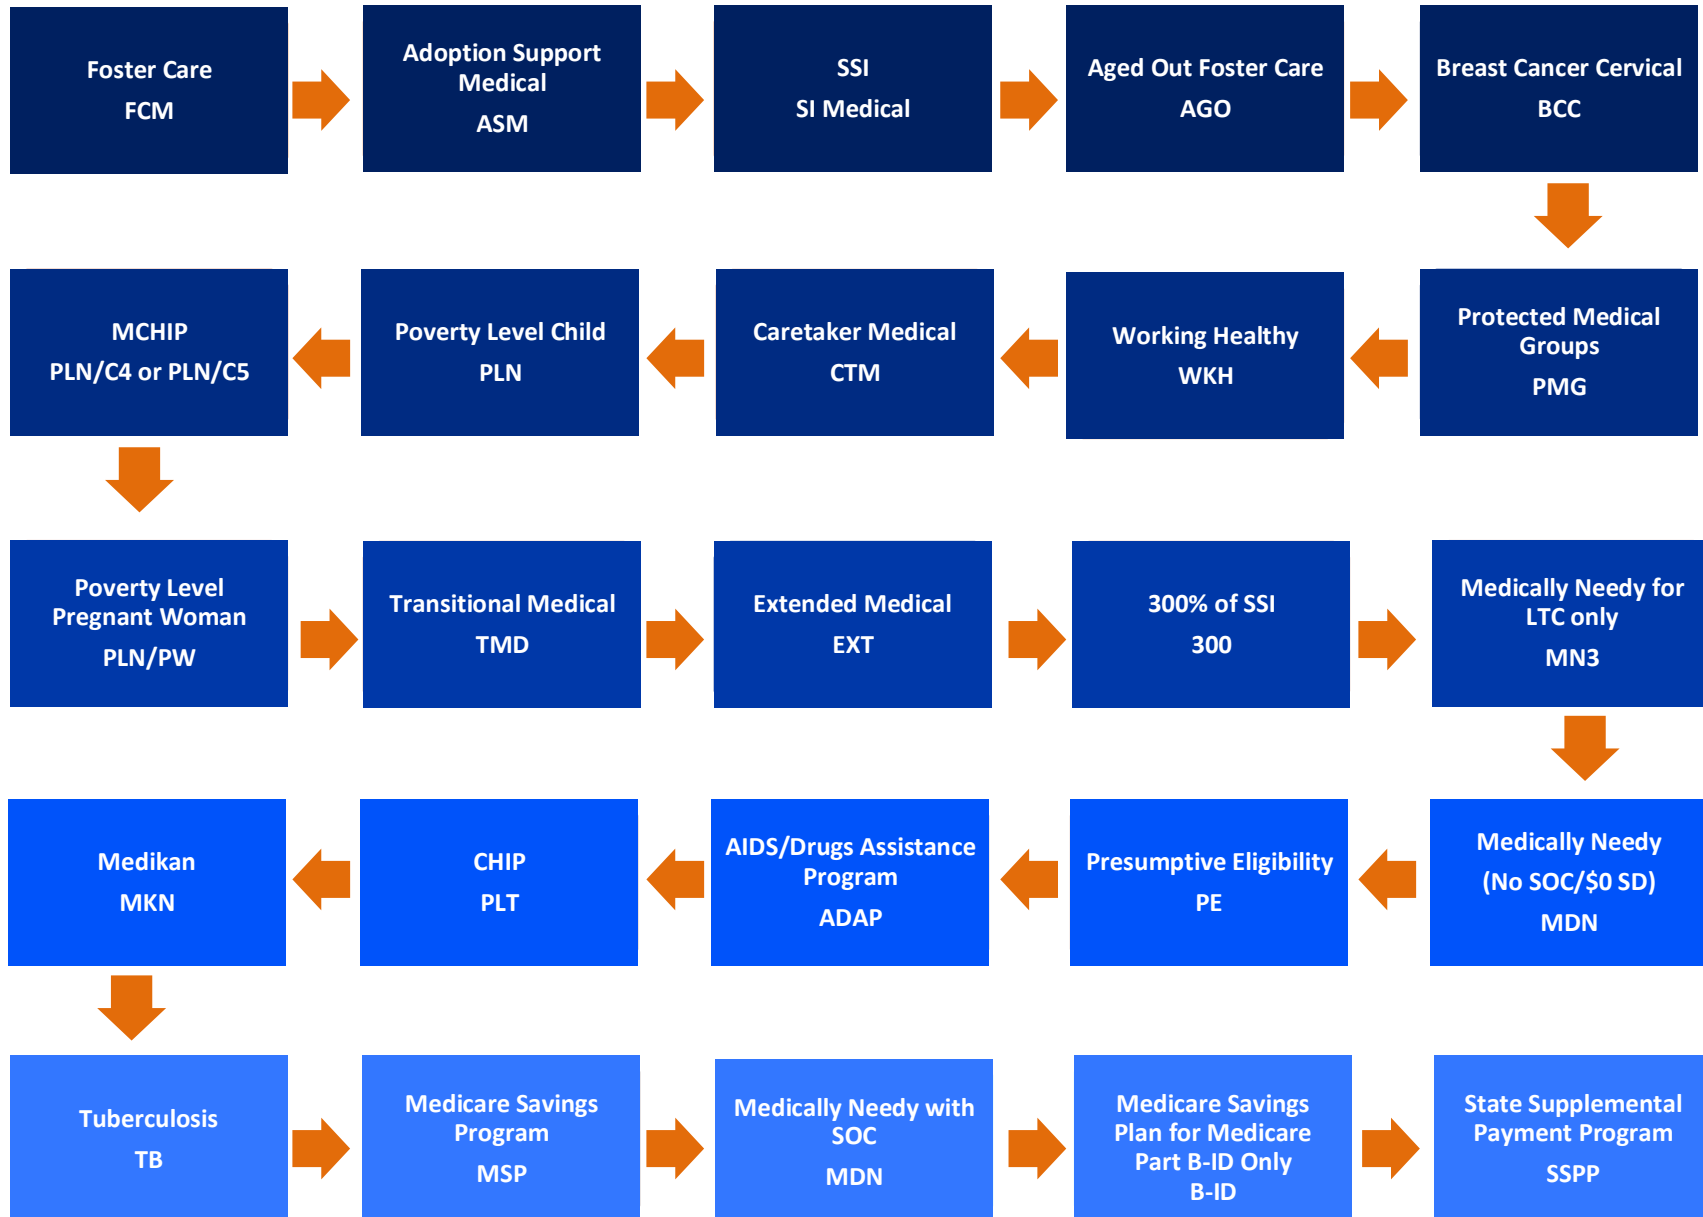 Foster Care
FCM
Adoption Support
Medical
ASM
SSI
SI Medical
Aged Out Foster Care
AGO
Breast Cancer Cervical
BCC
Protected Medical
Groups
PMG
Working Healthy
WKH
Caretaker Medical
CTM
Poverty Level Child
PLN
MCHIP
PLN/C4 or PLN/C5
Poverty Level
Pregnant Woman
PLN/PW
Transitional Medical
TMD
Extended Medical
EXT
300% of SSI
300
Medically Needy for
LTC only
MN3
Medically Needy
(No SOC/$0 SD)
MDN
Presumptive Eligibility
PE
AIDS/Drugs Assistance
Program
ADAP
CHIP
PLT
Medikan
MKN
Tuberculosis
TB
Medicare Savings
Program
MSP
Medically Needy with
SOC
MDN
Medicare Savings
Plan for Medicare
Part B-ID Only
B-ID
State Supplemental
Payment Program
SSPP